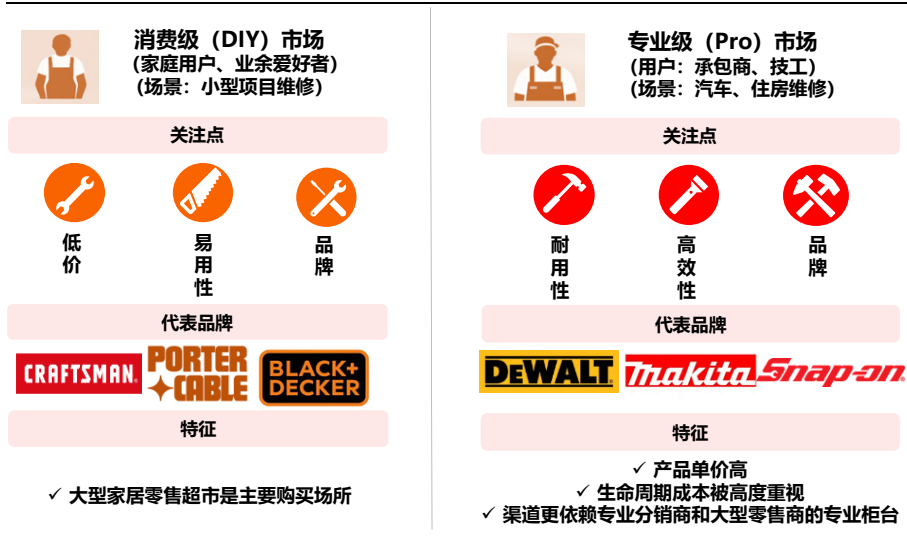 消费级（DIY）市场
(家庭用户、业余爱好者)
(场景：小型项目维修)
关注点
低价
易用性
品牌
代表品牌
CRAFTSMAN.
PORTER
CABLE
BLACK+
DECKER
特征
✓ 大型家居零售超市是主要购买场所
专业级（Pro）市场
(用户：承包商、技工)
(场景：汽车、住房维修)
关注点
耐用性
高效性
品牌
代表品牌
DEWALT.
makita
Snap-on.
特征
✓ 产品单价高
✓ 生命周期成本被高度重视
✓ 渠道更依赖专业分销商和大型零售商的专业柜台